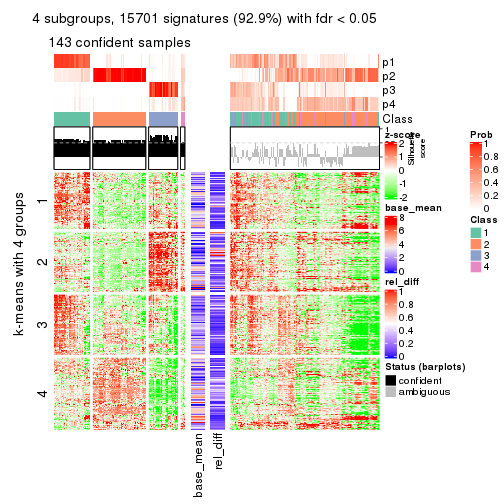 4 subgroups, 15701 signatures (92.9%) with fdr < 0.05
143 confident samples
p1
p2
p3
p4
Class
1
Silhouette
score
z-score
2
1
0
-1
-2
base_mean
8
6
4
2
0
rel_diff
1
0.8
0.6
0.4
0.2
0
Status (barplots)
confident
ambiguous
Prob
1
0.8
0.6
0.4
0.2
0
Class
1
2
3
4
k-means with 4 groups
1
2
3
4
base_mean
rel_diff